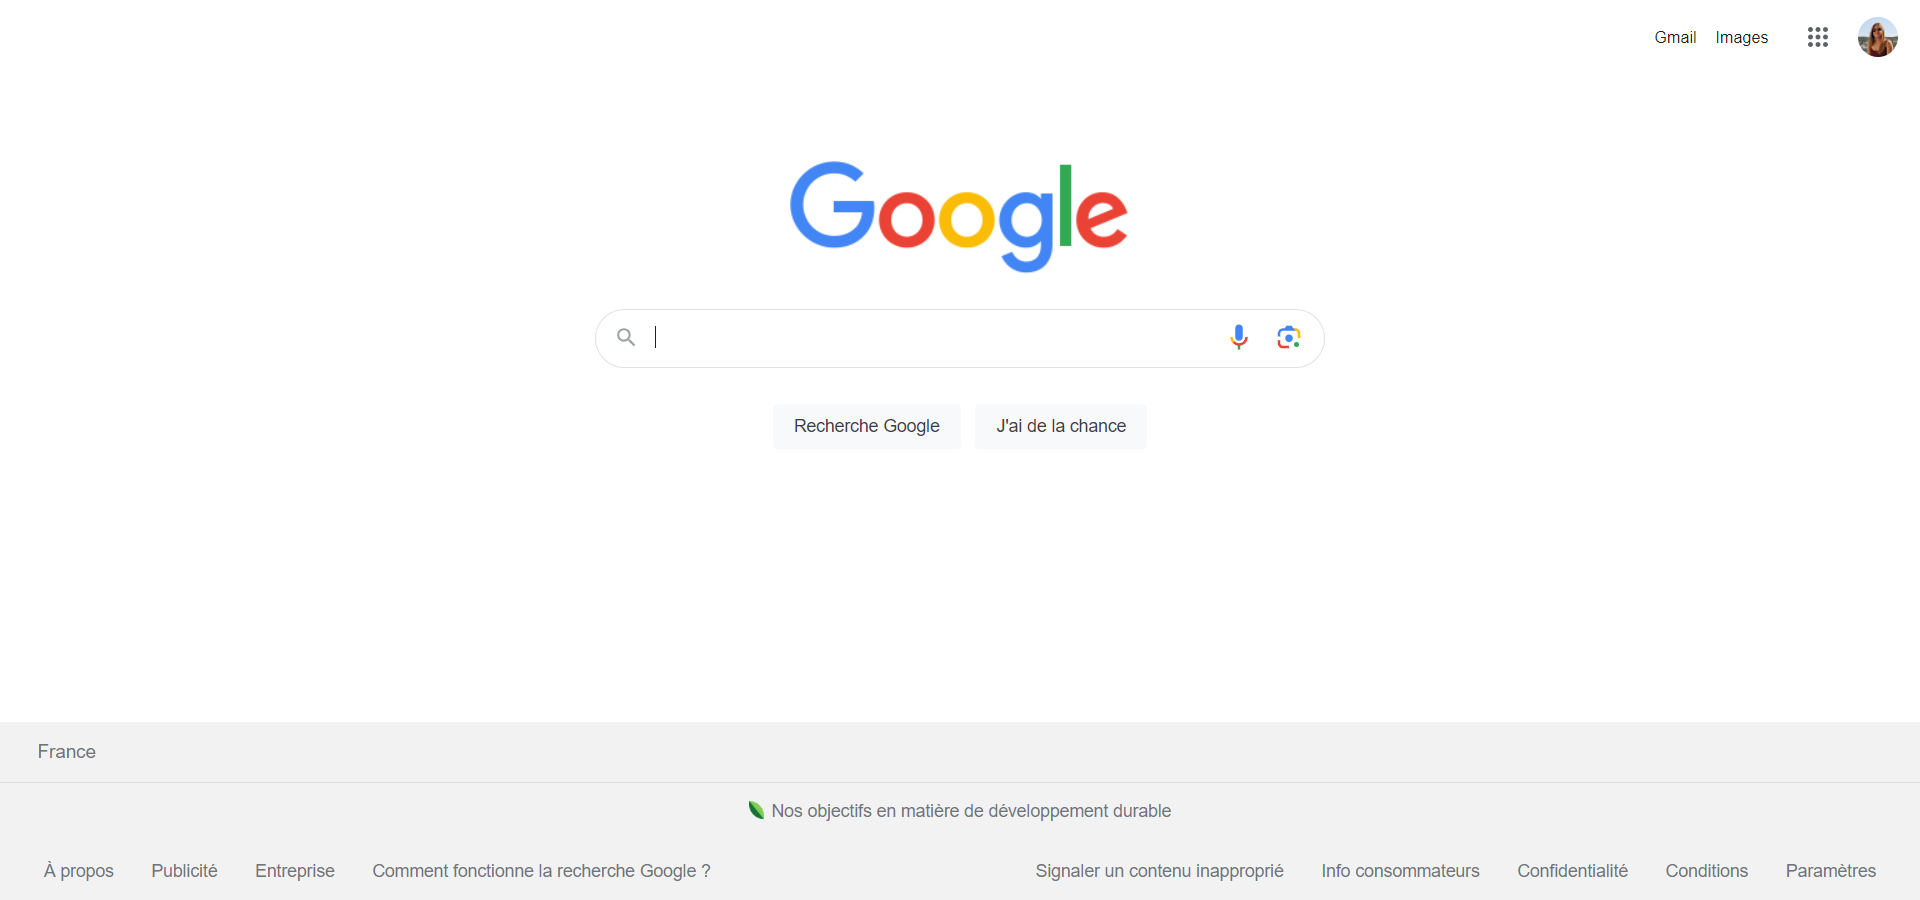 Gmail Images
Google
Recherche Google J'ai de la chance
France
Nos objectifs en matière de développement durable
À propos Publicité Entreprise Comment fonctionne la recherche Google ? Signaler un contenu inapproprié Info consommateurs Confidentialité Conditions Paramètres